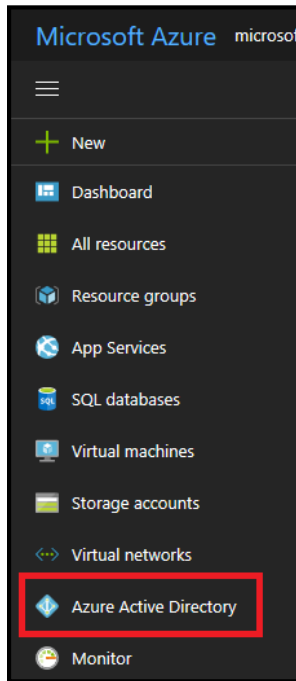 Microsoft Azure microsof
New
Dashboard
All resources
Resource groups
App Services
SQL databases
Virtual machines
Storage accounts
Virtual networks
Azure Active Directory
Monitor